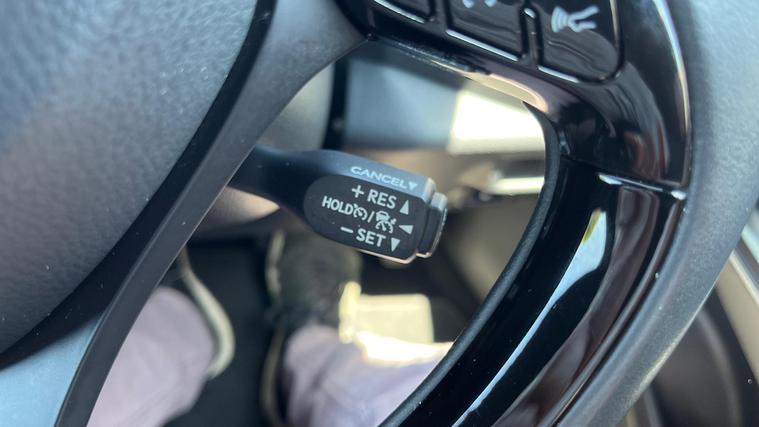 CANCEL▼
+ RES ▲
HOLD / ◀
− SET ▼